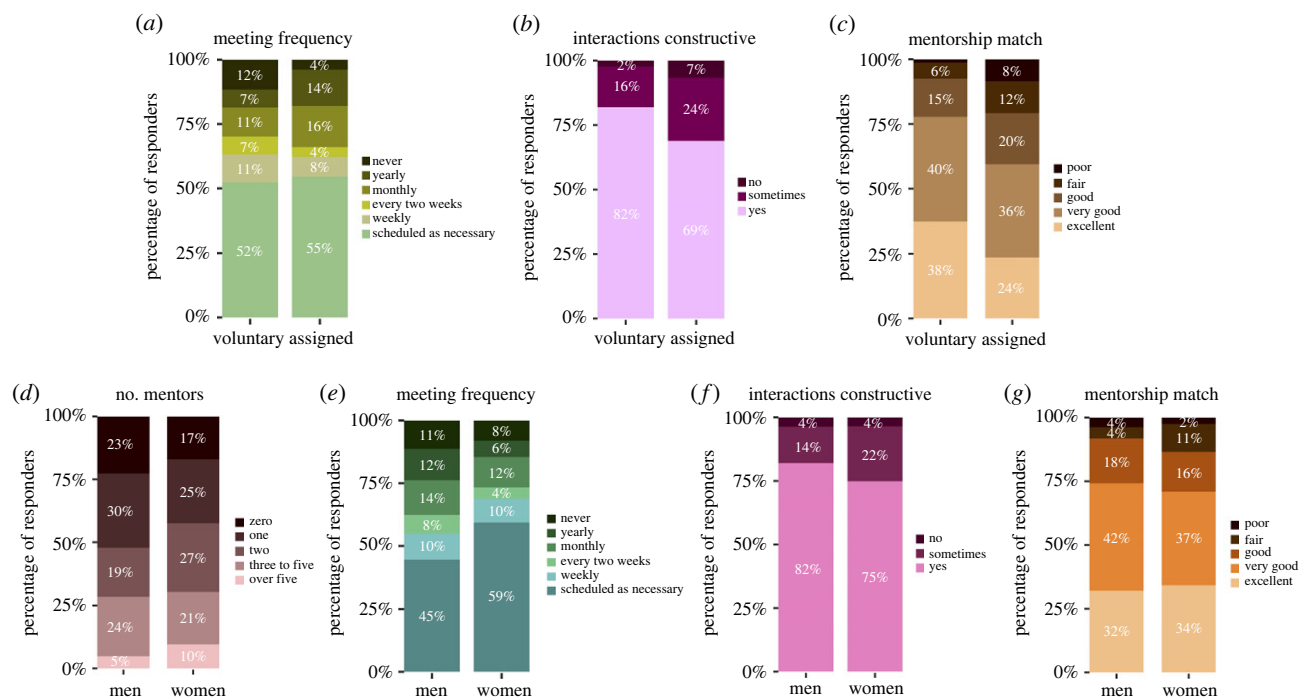 (a)
meeting frequency
percentage of responders
100%
75%
50%
25%
0%
12%
7%
11%
7%
11%
52%
4%
14%
16%
4%
8%
55%
voluntary assigned
never
yearly
monthly
every two weeks
weekly
scheduled as necessary
(b)
interactions constructive
percentage of responders
100%
75%
50%
25%
0%
2%
16%
82%
7%
24%
69%
voluntary assigned
no
sometimes
yes
(c)
mentorship match
percentage of responders
100%
75%
50%
25%
0%
6%
15%
40%
38%
8%
12%
20%
36%
24%
voluntary assigned
poor
fair
good
very good
excellent
(d)
no. mentors
percentage of responders
100%
75%
50%
25%
0%
23%
30%
19%
24%
5%
17%
25%
27%
21%
10%
men women
zero
one
two
three to five
over five
(e)
meeting frequency
percentage of responders
100%
75%
50%
25%
0%
11%
12%
14%
8%
10%
45%
8%
6%
12%
4%
10%
59%
men women
never
yearly
monthly
every two weeks
weekly
scheduled as necessary
(f)
interactions constructive
percentage of responders
100%
75%
50%
25%
0%
4%
14%
82%
4%
22%
75%
men women
no
sometimes
yes
(g)
mentorship match
percentage of responders
100%
75%
50%
25%
0%
4%
4%
18%
42%
32%
2%
11%
16%
37%
34%
men women
poor
fair
good
very good
excellent